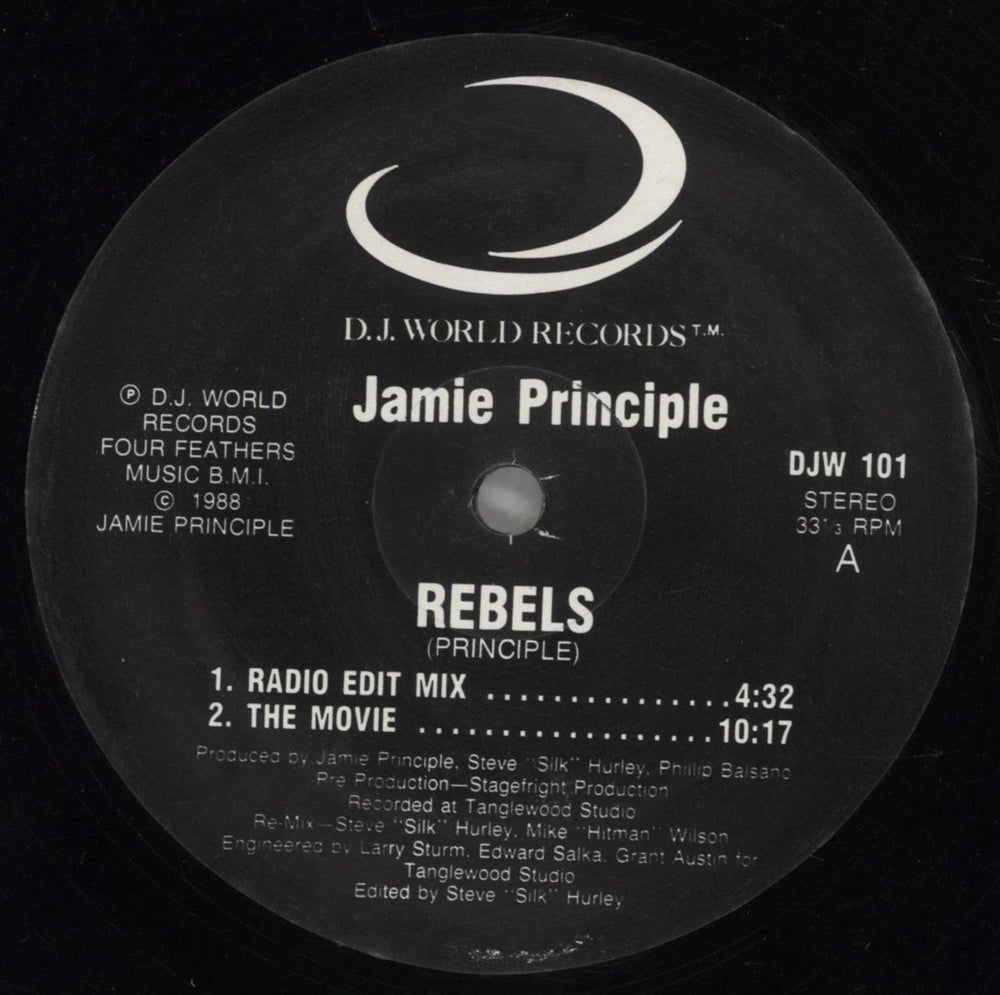 D.J. WORLD RECORDS T.M.
Jamie Principle
℗ D.J. WORLD
RECORDS
FOUR FEATHERS
MUSIC B.M.I.
© 1988
JAMIE PRINCIPLE
DJW 101
STEREO
33⅓ RPM
A
REBELS
(PRINCIPLE)
1. RADIO EDIT MIX ................4:32
2. THE MOVIE ...................10:17
Produced by Jamie Principle, Steve "Silk" Hurley, Phillip Balsano
Pre Production—Stagefright Production
Recorded at Tanglewood Studio
Re-Mix—Steve "Silk" Hurley, Mike "Hitman" Wilson
Engineered by Larry Sturm, Edward Salka, Grant Austin for
Tanglewood Studio
Edited by Steve "Silk" Hurley